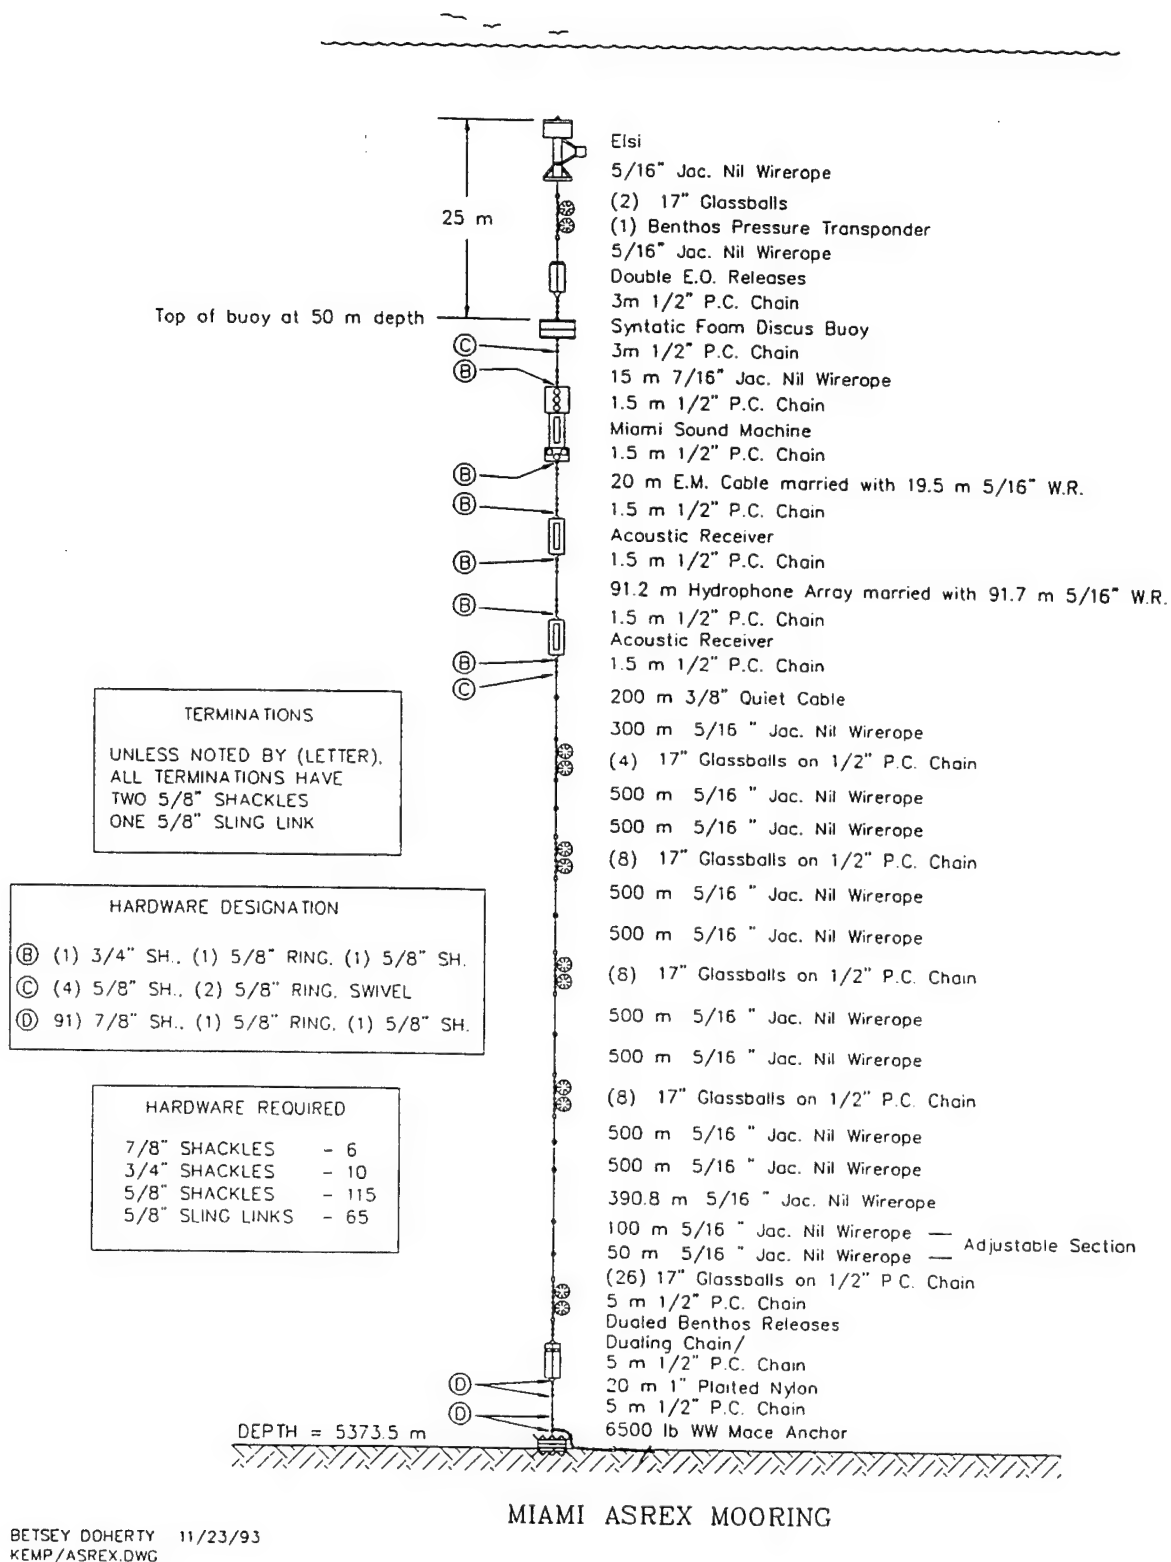 Elsi
5/16" Jac. Nil Wirerope
(2) 17" Glassballs
25 m
(1) Benthos Pressure Transponder
5/16" Jac. Nil Wirerope
Double E.O. Releases
3m 1/2" P.C. Chain
Top of buoy at 50 m depth
Syntatic Foam Discus Buoy
C
3m 1/2" P.C. Chain
B
15 m 7/16" Jac. Nil Wirerope
1.5 m 1/2" P.C. Chain
Miami Sound Machine
1.5 m 1/2" P.C. Chain
B
20 m E.M. Cable married with 19.5 m 5/16" W.R.
B
1.5 m 1/2" P.C. Chain
Acoustic Receiver
B
1.5 m 1/2" P.C. Chain
91.2 m Hydrophone Array married with 91.7 m 5/16" W.R.
B
1.5 m 1/2" P.C. Chain
Acoustic Receiver
B
1.5 m 1/2" P.C. Chain
C
200 m 3/8" Quiet Cable
300 m 5/16 " Jac. Nil Wirerope
(4) 17" Glassballs on 1/2" P.C. Chain
500 m 5/16 " Jac. Nil Wirerope
500 m 5/16 " Jac. Nil Wirerope
(8) 17" Glassballs on 1/2" P.C. Chain
500 m 5/16 " Jac. Nil Wirerope
500 m 5/16 " Jac. Nil Wirerope
(8) 17" Glassballs on 1/2" P.C. Chain
500 m 5/16 " Jac. Nil Wirerope
500 m 5/16 " Jac. Nil Wirerope
(8) 17" Glassballs on 1/2" P.C. Chain
500 m 5/16 " Jac. Nil Wirerope
500 m 5/16 " Jac. Nil Wirerope
390.8 m 5/16 " Jac. Nil Wirerope
100 m 5/16 " Jac. Nil Wirerope
50 m 5/16 " Jac. Nil Wirerope
Adjustable Section
(26) 17" Glassballs on 1/2" P.C. Chain
5 m 1/2" P.C. Chain
Dualed Benthos Releases
Dualing Chain/
5 m 1/2" P.C. Chain
D
20 m 1" Plaited Nylon
5 m 1/2" P.C. Chain
D
6500 lb WW Mace Anchor
DEPTH = 5373.5 m
TERMINATIONS
UNLESS NOTED BY (LETTER),
ALL TERMINATIONS HAVE
TWO 5/8" SHACKLES
ONE 5/8" SLING LINK
HARDWARE DESIGNATION
B (1) 3/4" SH., (1) 5/8" RING, (1) 5/8" SH.
C (4) 5/8" SH., (2) 5/8" RING, SWIVEL
D 91) 7/8" SH., (1) 5/8" RING, (1) 5/8" SH.
HARDWARE REQUIRED
7/8" SHACKLES - 6
3/4" SHACKLES - 10
5/8" SHACKLES - 115
5/8" SLING LINKS - 65
MIAMI ASREX MOORING
BETSEY DOHERTY 11/23/93
KEMP/ASREX.DWG